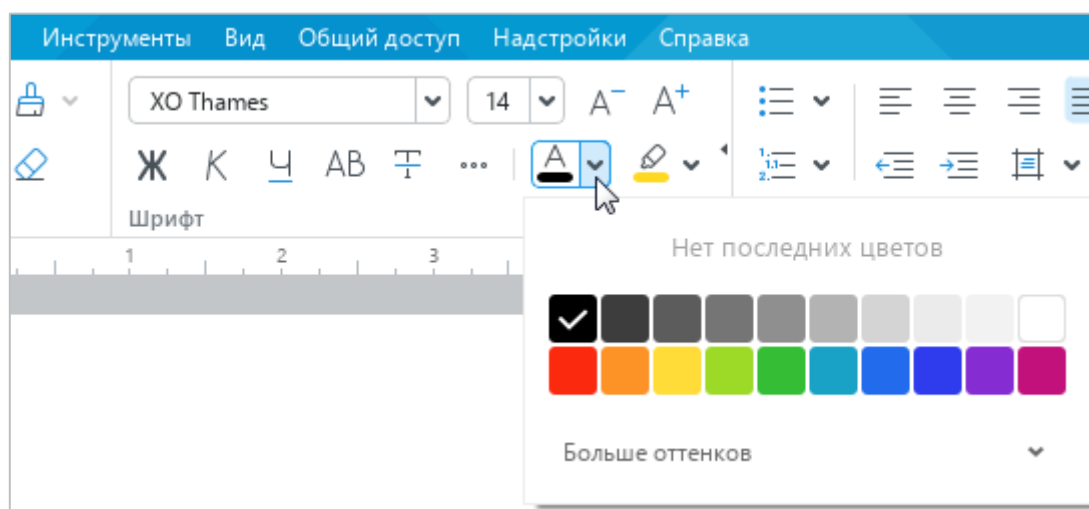 Инструменты Вид Общий доступ Надстройки Справка
XO Thames 14 A− A+
Ж К Ч АВ Т ... А
Шрифт
1 2 3
Нет последних цветов
Больше оттенков